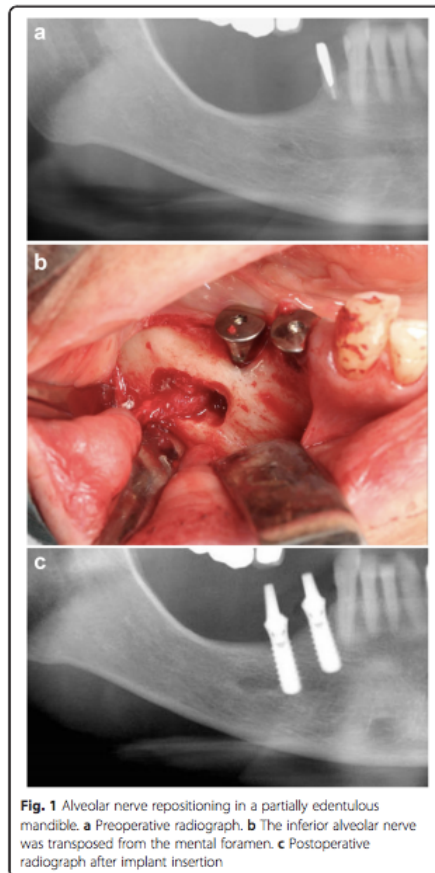 a
b
c
Fig. 1 Alveolar nerve repositioning in a partially edentulous
mandible. a Preoperative radiograph. b The inferior alveolar nerve
was transposed from the mental foramen. c Postoperative
radiograph after implant insertion